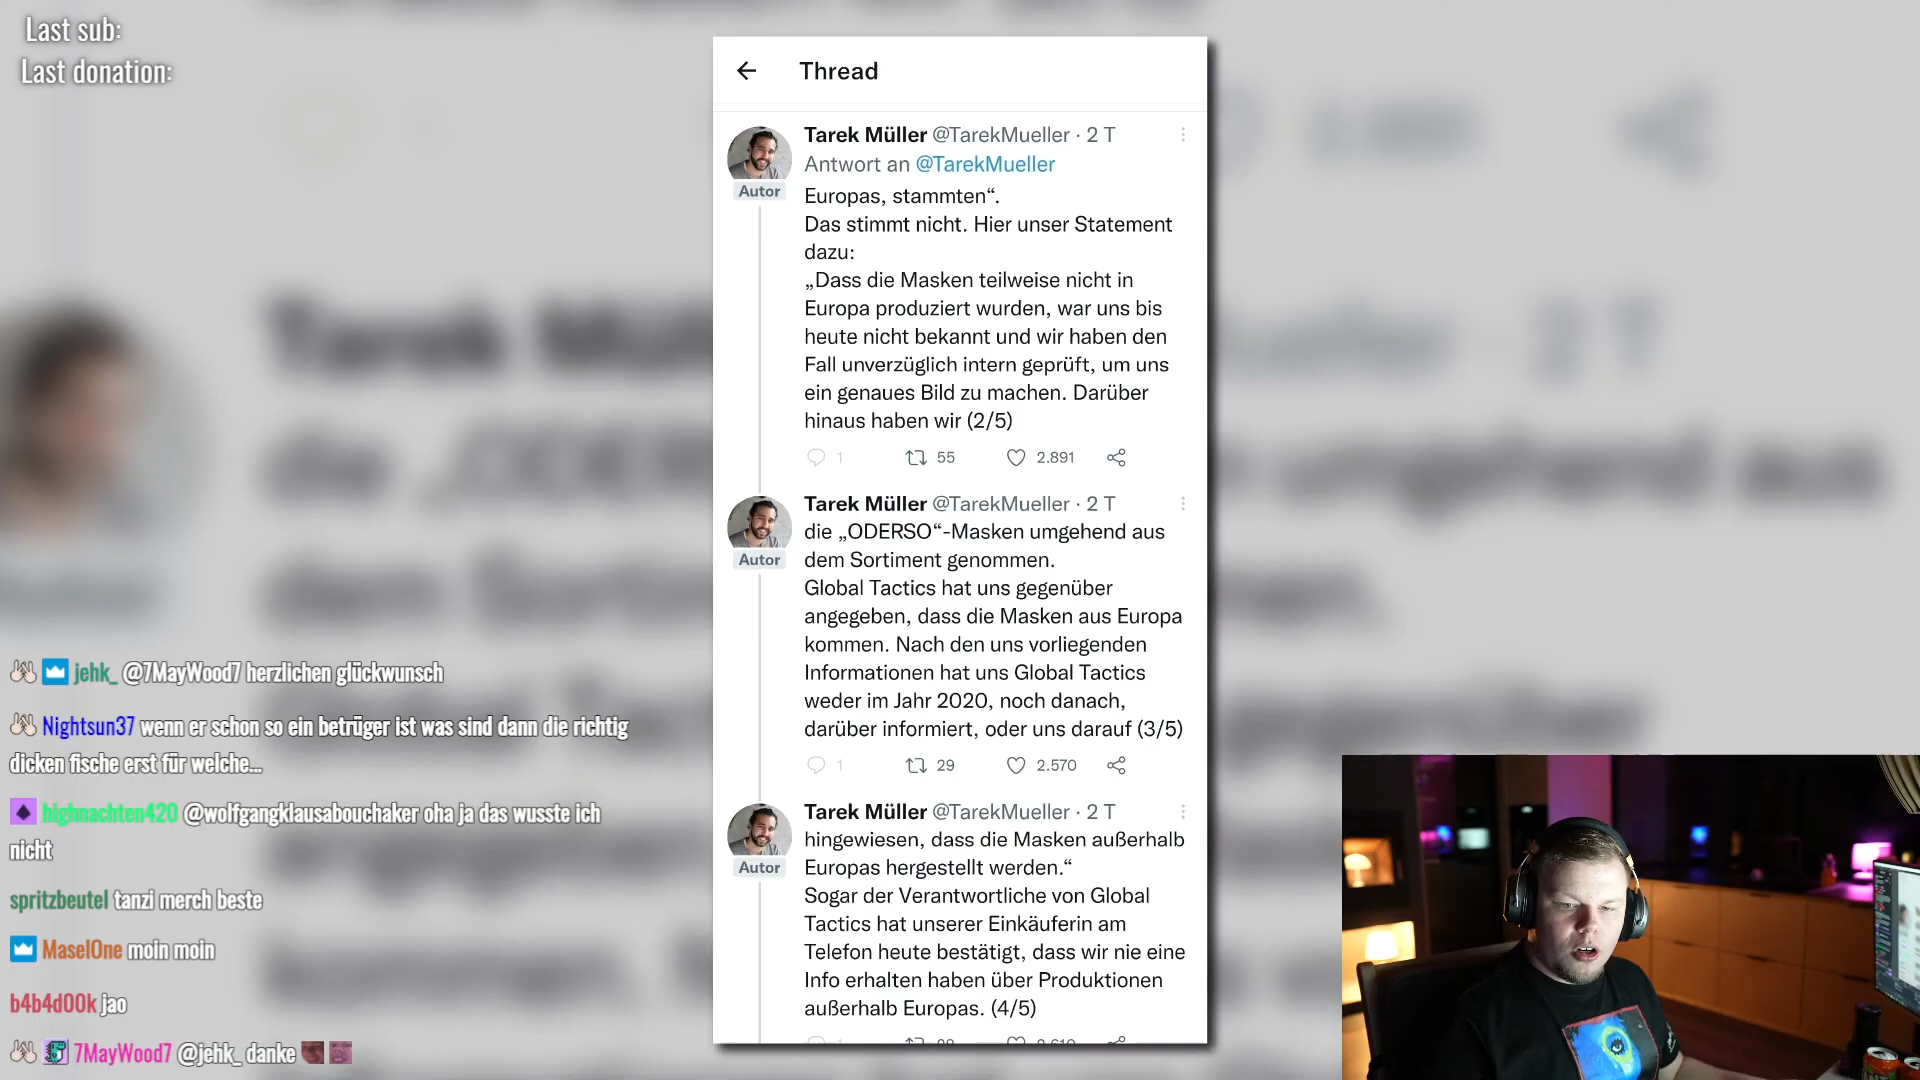 Last sub:
Last donation:
Thread
Tarek Müller @TarekMueller · 2 T
Antwort an @TarekMueller
Autor
Europas, stammten“.
Das stimmt nicht. Hier unser Statement
dazu:
„Dass die Masken teilweise nicht in
Europa produziert wurden, war uns bis
heute nicht bekannt und wir haben den
Fall unverzüglich intern geprüft, um uns
ein genaues Bild zu machen. Darüber
hinaus haben wir (2/5)
1 55 2.891
Tarek Müller @TarekMueller · 2 T
Autor
die „ODERSO“-Masken umgehend aus
dem Sortiment genommen.
Global Tactics hat uns gegenüber
angegeben, dass die Masken aus Europa
kommen. Nach den uns vorliegenden
Informationen hat uns Global Tactics
weder im Jahr 2020, noch danach,
darüber informiert, oder uns darauf (3/5)
1 29 2.570
Tarek Müller @TarekMueller · 2 T
Autor
hingewiesen, dass die Masken außerhalb
Europas hergestellt werden.“
Sogar der Verantwortliche von Global
Tactics hat unserer Einkäuferin am
Telefon heute bestätigt, dass wir nie eine
Info erhalten haben über Produktionen
außerhalb Europas. (4/5)
jehk_ @7MayWood7 herzlichen glückwunsch
Nightsun37 wenn er schon so ein betrüger ist was sind dann die richtig
dicken fische erst für welche...
highnachten420 @wolfgangklausabouchaker oha ja das wusste ich
nicht
spritzbeutel tanzi merch beste
MaselOne moin moin
b4b4d00k jao
7MayWood7 @jehk_ danke